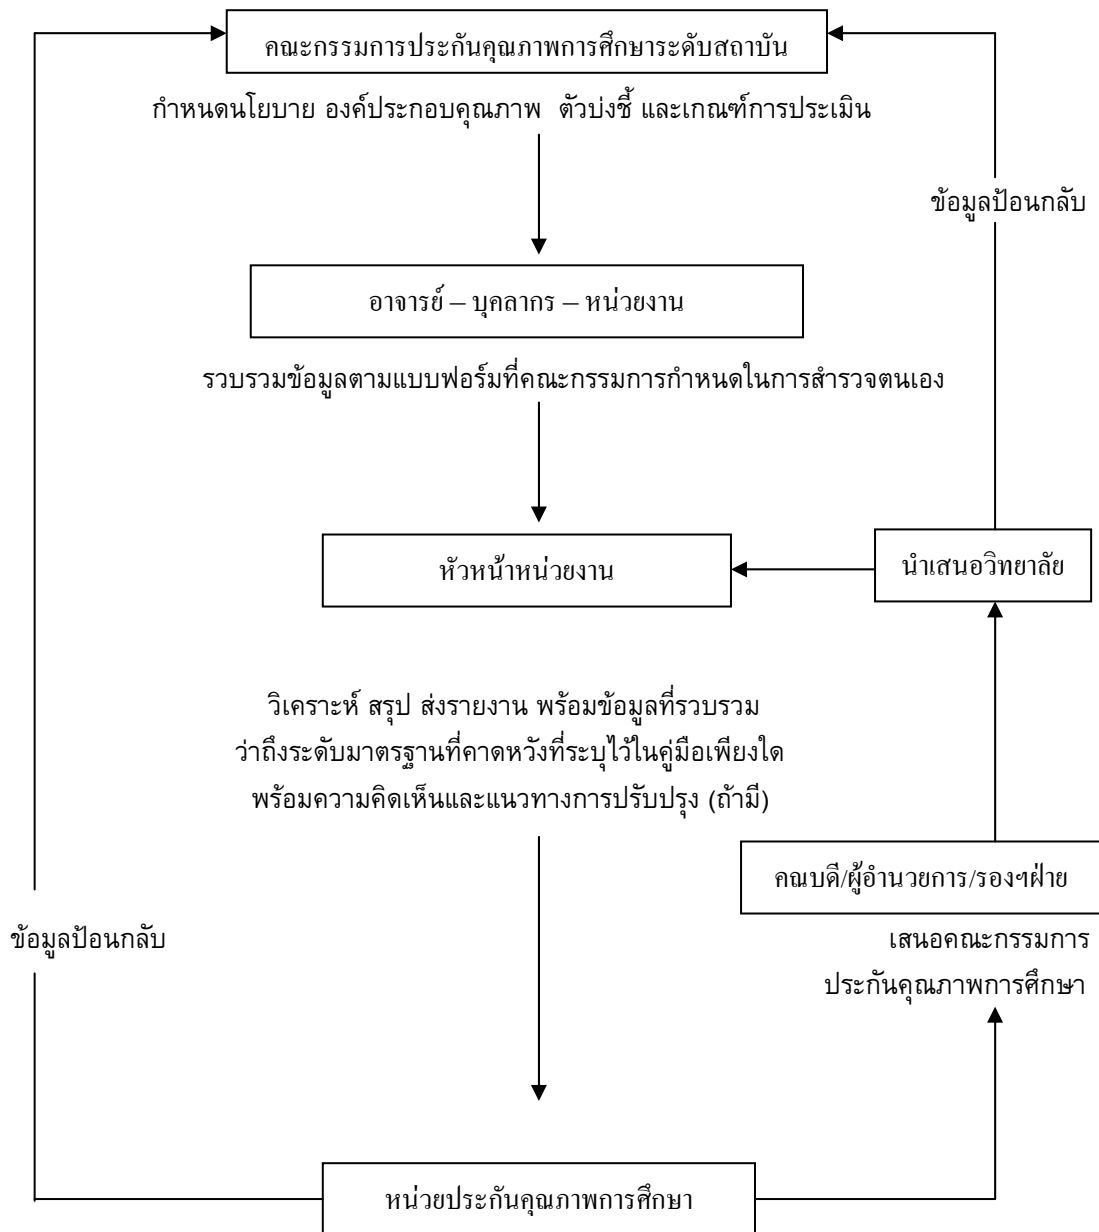 คณะกรรมการประกันคุณภาพการศึกษาระดับสถาบัน
กำหนดนโยบาย องค์ประกอบคุณภาพ ตัวบ่งชี้ และเกณฑ์การประเมิน
ข้อมูลป้อนกลับ
อาจารย์ – บุคลากร – หน่วยงาน
รวบรวมข้อมูลตามแบบฟอร์มที่คณะกรรมการกำหนดในการสำรวจตนเอง
หัวหน้าหน่วยงาน
นำเสนอวิทยาลัย
วิเคราะห์ สรุป ส่งรายงาน พร้อมข้อมูลที่รวบรวม
ว่าถึงระดับมาตรฐานที่คาดหวังที่ระบุไว้ในคู่มือเพียงใด
พร้อมความคิดเห็นและแนวทางการปรับปรุง (ถ้ามี)
คณบดี/ผู้อำนวยการ/รองฯฝ่าย
ข้อมูลป้อนกลับ
เสนอคณะกรรมการ
ประกันคุณภาพการศึกษา
หน่วยประกันคุณภาพการศึกษา